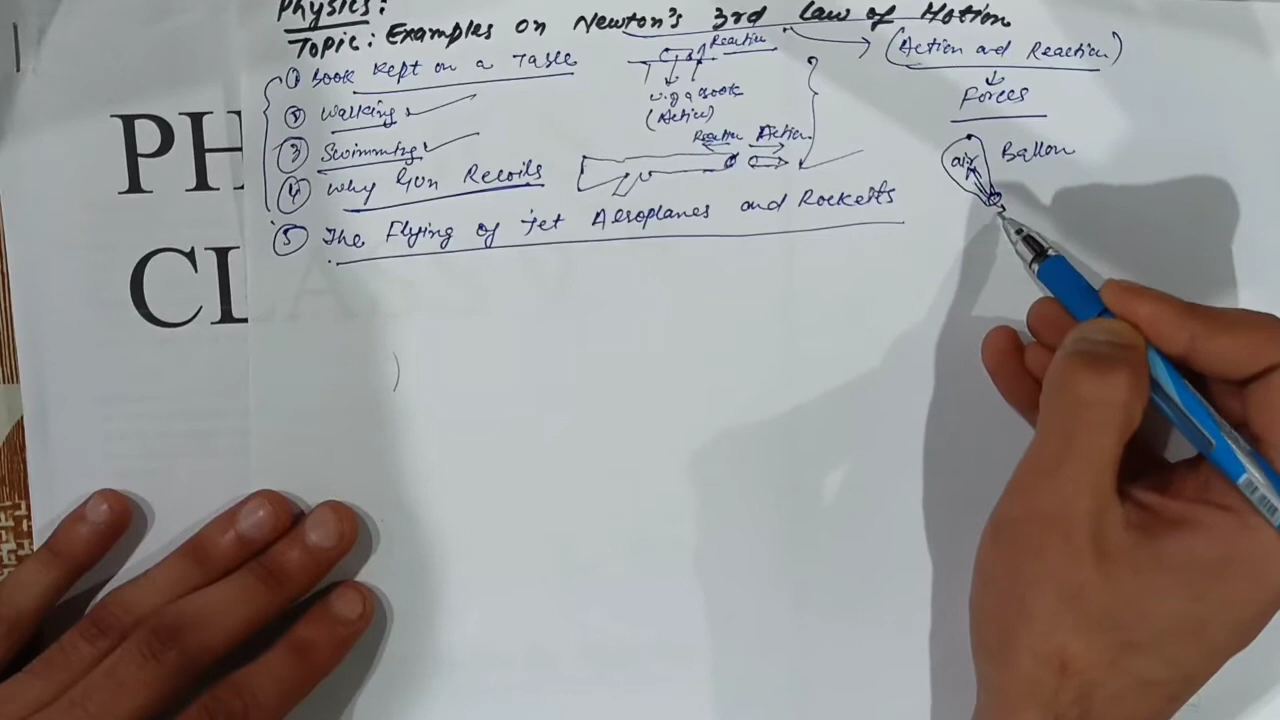 Physics:
Topic: Examples on Newton's 3rd Law of Motion
(Action and Reaction)
Forces
① Book kept on a Table
Reaction
w.g a Book
(Action)
② Walking
③ Swimming
Reaction Action
④ Why Gun Recoils
⑤ The Flying of jet Aeroplanes and Rocketts
air
Ballon
PH
CLASS